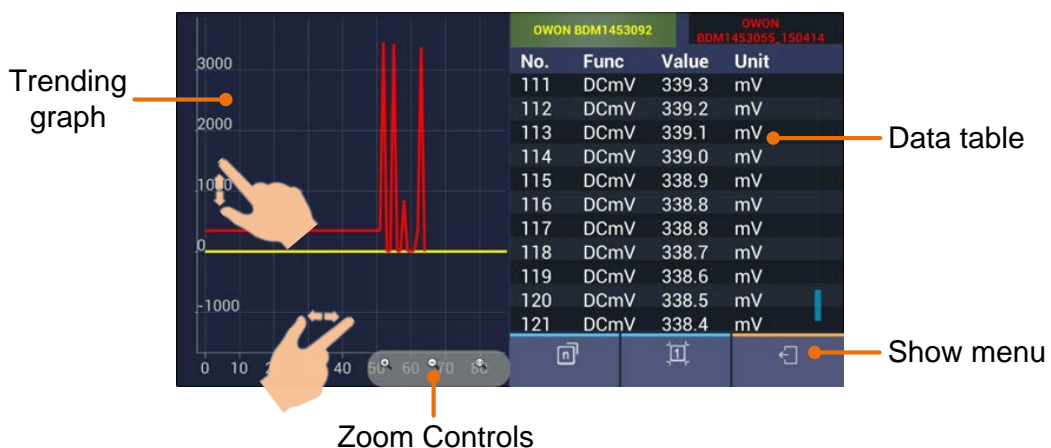 Trending
graph
3000
2000
1000
0
-1000
0 10 40 50 60 70 80
OWON BDM1453092
OWON
BDM1453055_150414
No. Func Value Unit
111 DCmV 339.3 mV
112 DCmV 339.2 mV
113 DCmV 339.1 mV
114 DCmV 339.0 mV
115 DCmV 338.9 mV
116 DCmV 338.8 mV
117 DCmV 338.8 mV
118 DCmV 338.7 mV
119 DCmV 338.6 mV
120 DCmV 338.5 mV
121 DCmV 338.4 mV
n
1
Data table
Show menu
Zoom Controls